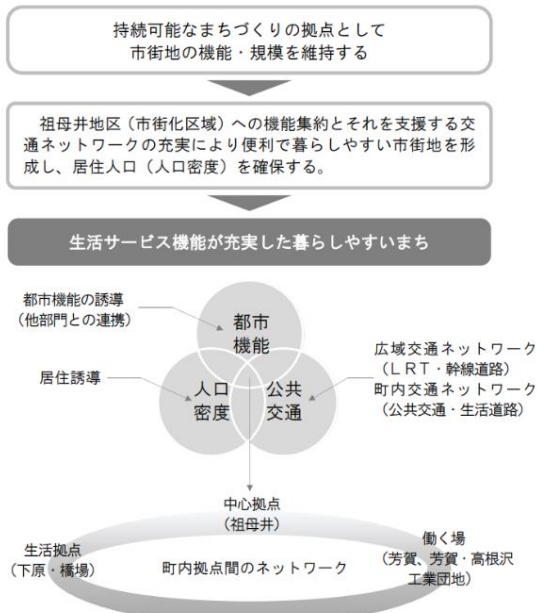 持続可能なまちづくりの拠点として
市街地の機能・規模を維持する
祖母井地区（市街化区域）への機能集約とそれを支援する交
通ネットワークの充実により便利で暮らしやすい市街地を形
成し、居住人口（人口密度）を確保する。
生活サービス機能が充実した暮らしやすいまち
都市機能の誘導
（他部門との連携）
都市
機能
居住誘導
人口
密度
公共
交通
広域交通ネットワーク
（ＬＲＴ・幹線道路）
町内交通ネットワーク
（公共交通・生活道路）
中心拠点
（祖母井）
生活拠点
（下原・橋場）
町内拠点間のネットワーク
働く場
（芳賀、芳賀・高根沢
工業団地）